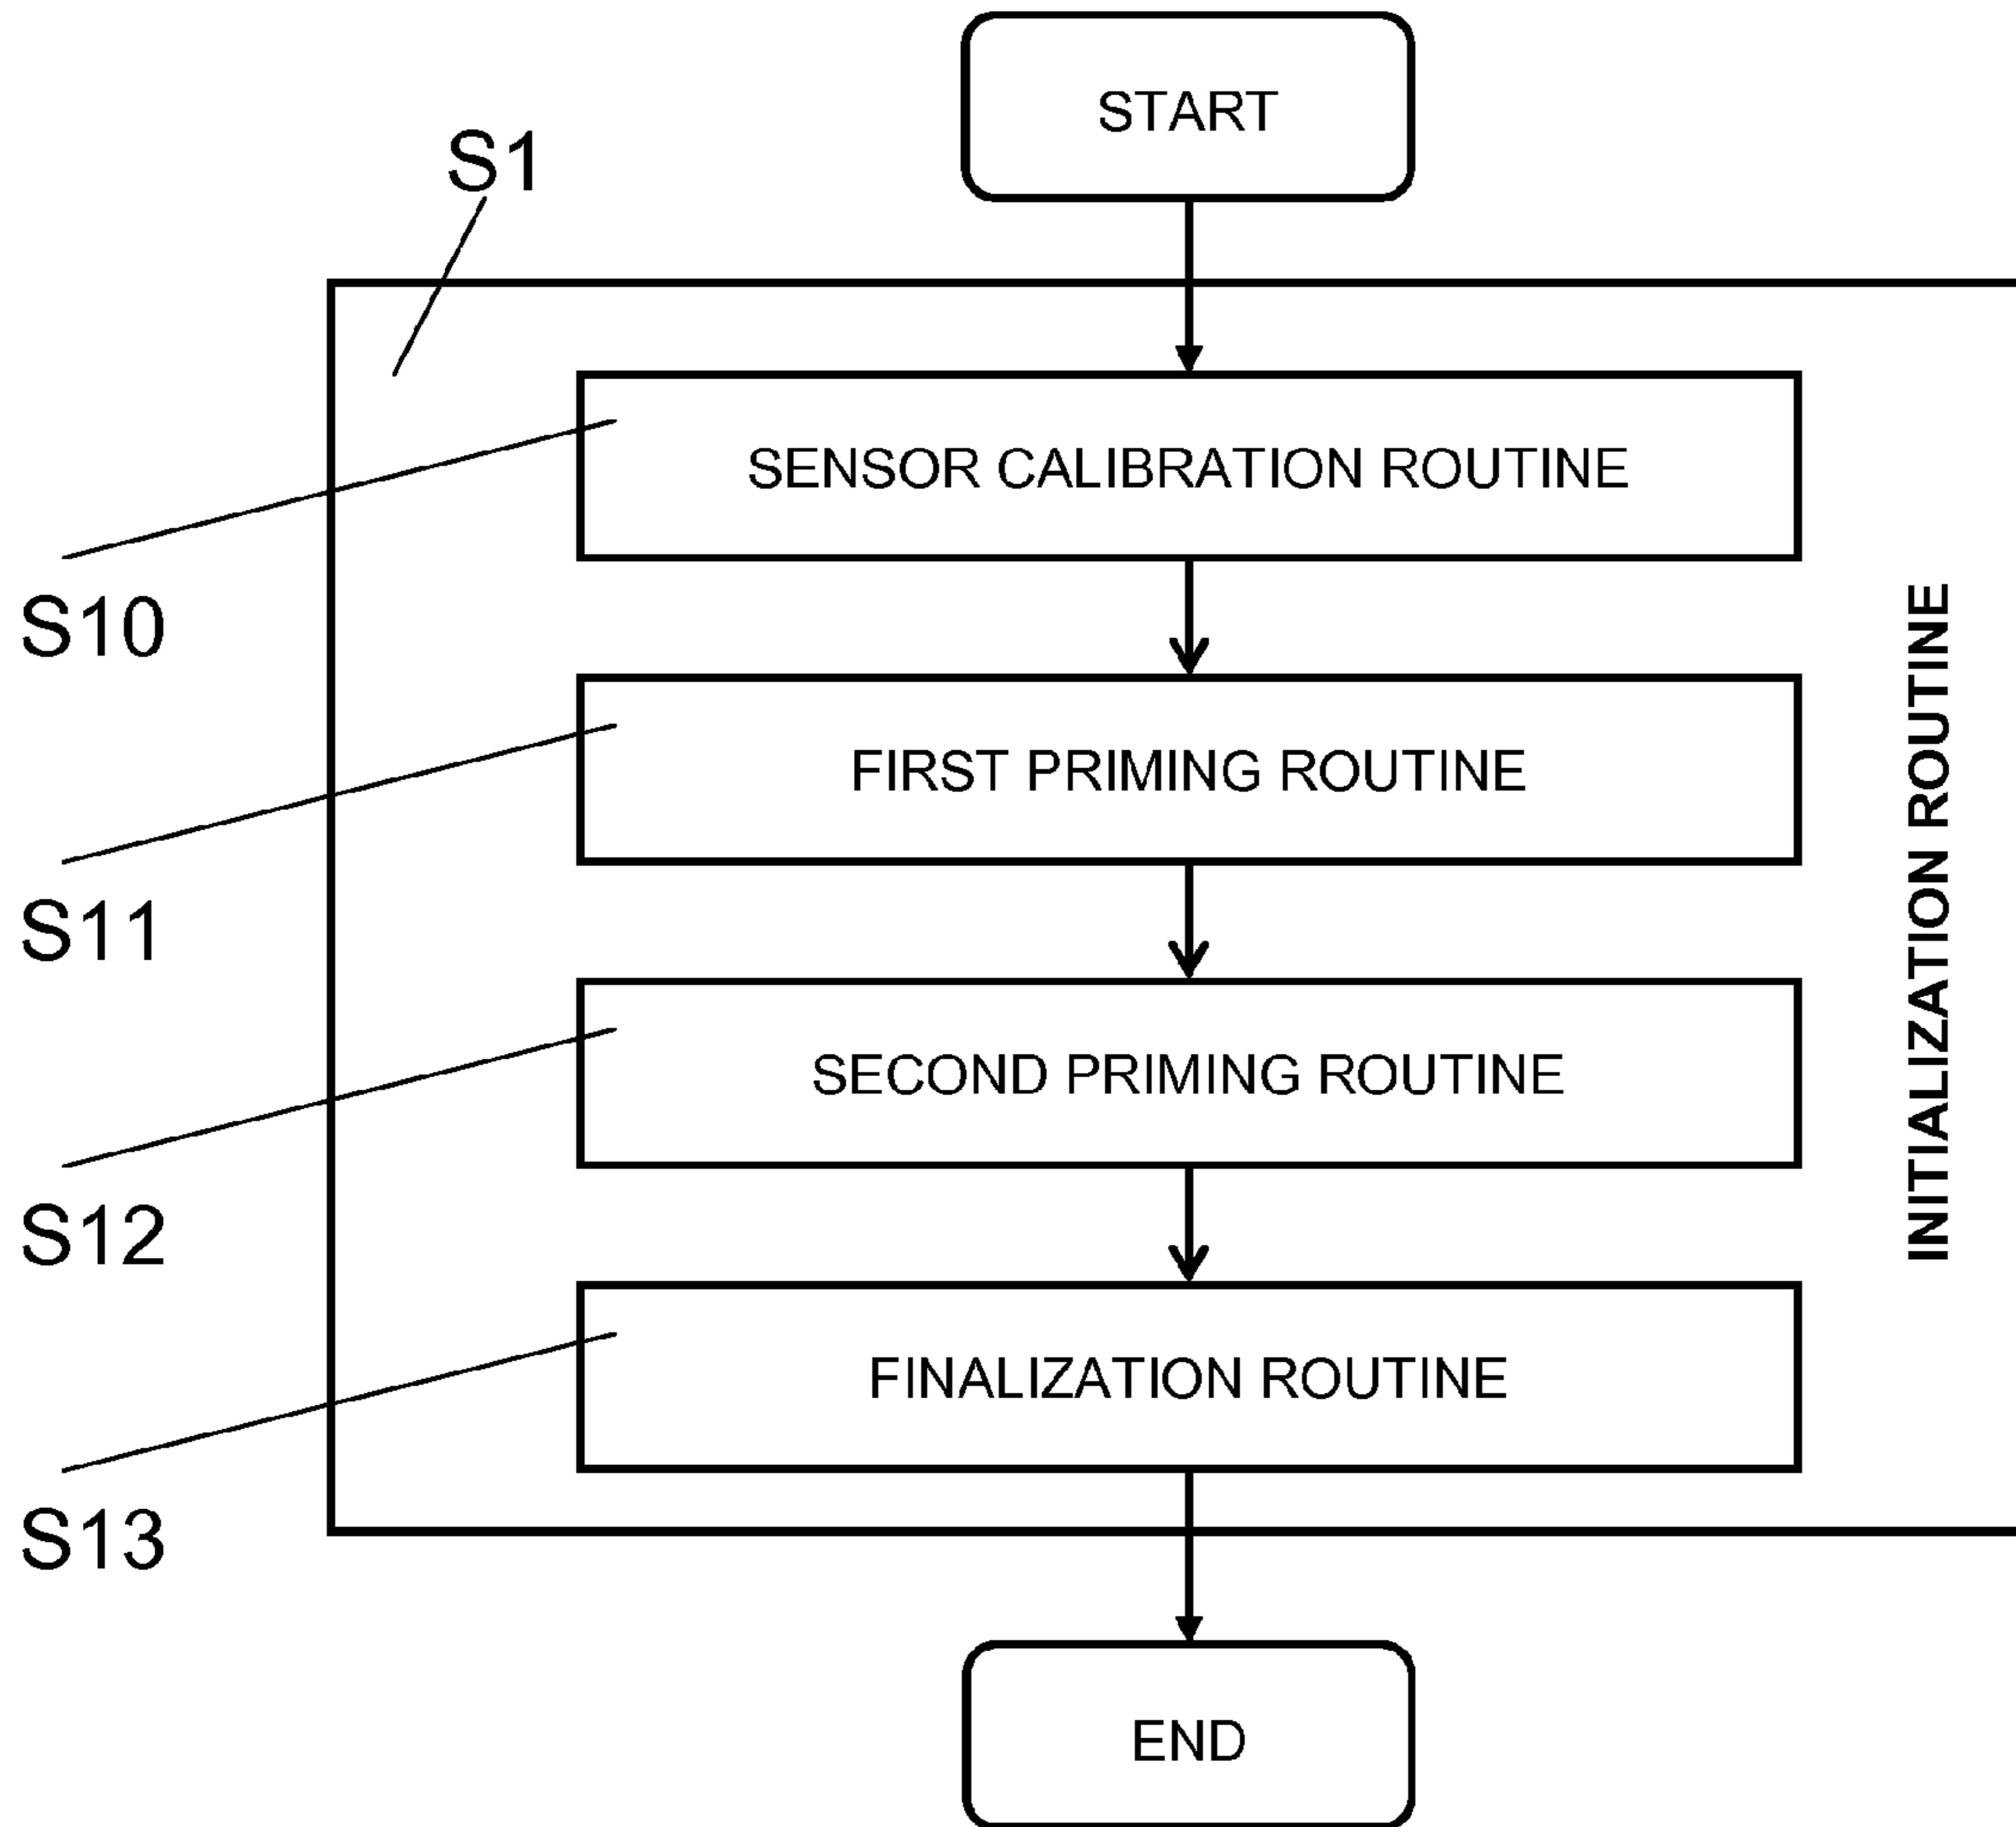 START
S1
SENSOR CALIBRATION ROUTINE
S10
FIRST PRIMING ROUTINE
S11
SECOND PRIMING ROUTINE
S12
FINALIZATION ROUTINE
S13
INITIALIZATION ROUTINE
END